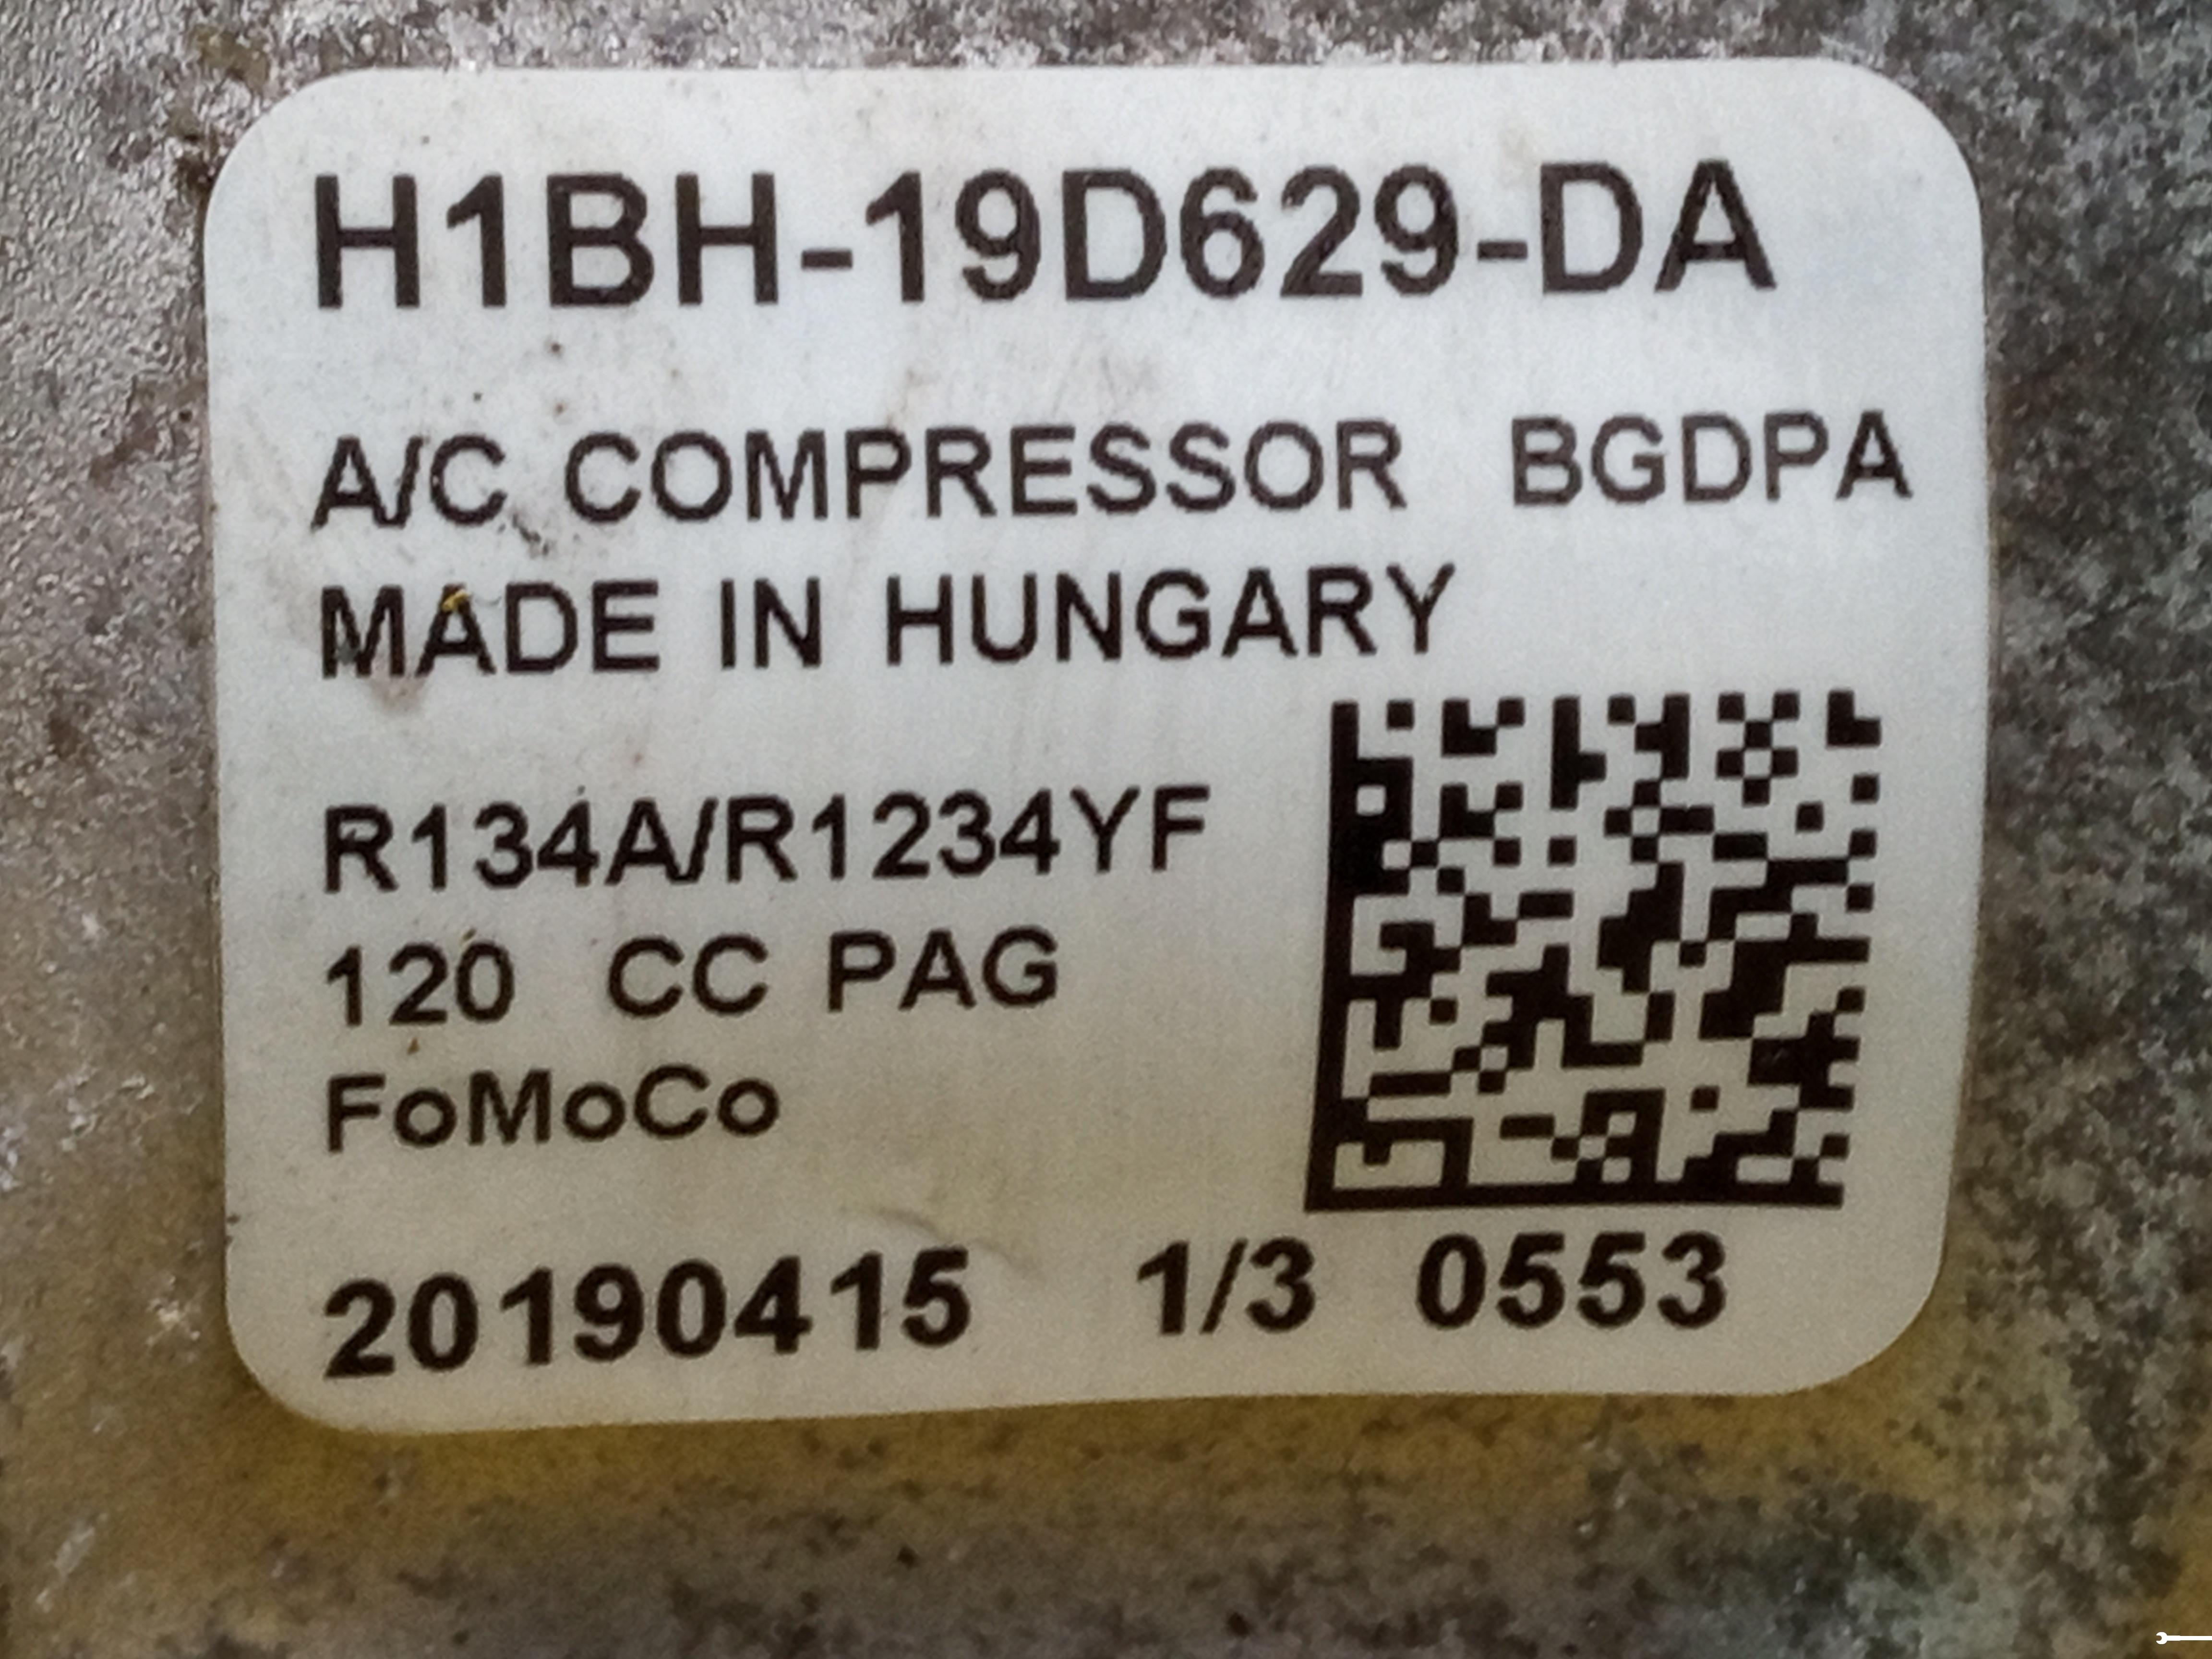 H1BH-19D629-DA
A/C COMPRESSOR BGDPA
MADE IN HUNGARY
R134A/R1234YF
120 CC PAG
FoMoCo
20190415 1/3 0553